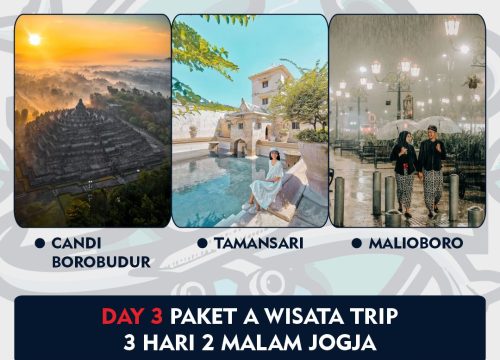 CANDI
BOROBUDUR
TAMANSARI
MALIOBORO
DAY 3 PAKET A WISATA TRIP
3 HARI 2 MALAM JOGJA